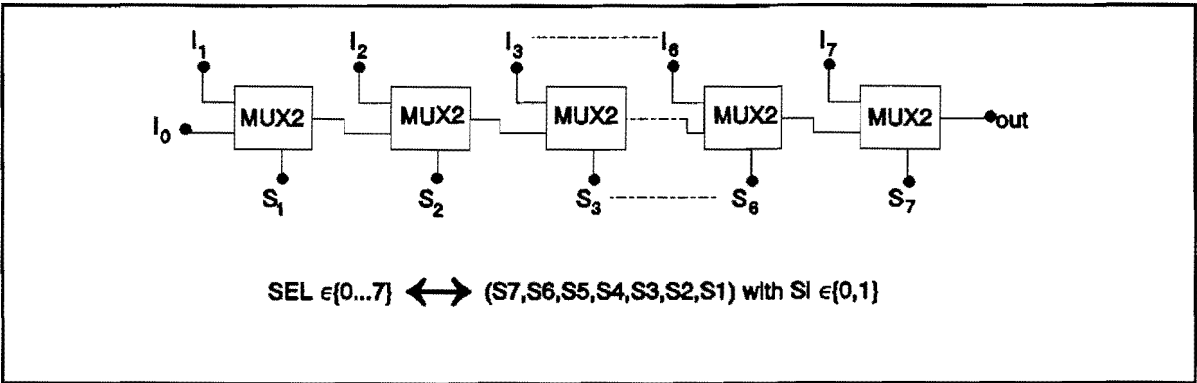 I1 I2 I3 I6 I7
I0 MUX2 MUX2 MUX2 MUX2 MUX2 out
S1 S2 S3 S6 S7
SEL ϵ{0...7} ⟷ (S7,S6,S5,S4,S3,S2,S1) with Si ϵ{0,1}